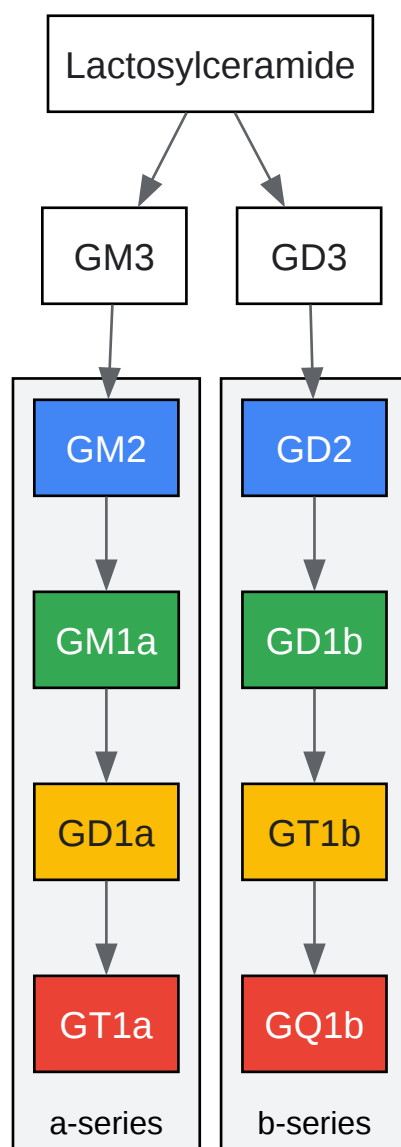 Lactosylceramide
GM3
GD3
GM2
GD2
GM1a
GD1b
GD1a
GT1b
GT1a
GQ1b
a-series
b-series